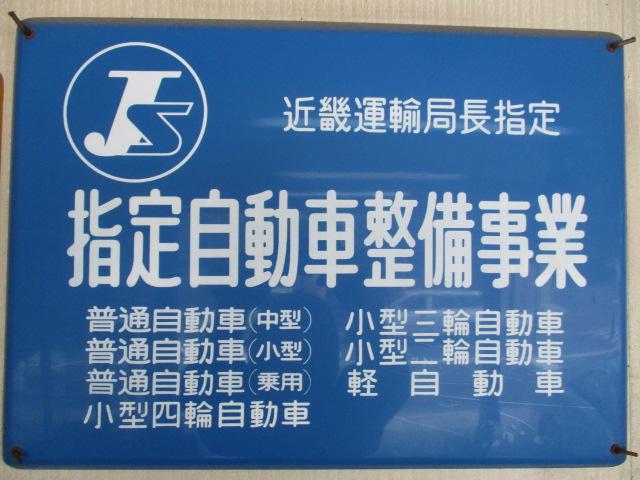 JS
近畿運輸局長指定
指定自動車整備事業
普通自動車(中型)
普通自動車(小型)
普通自動車(乗用)
小型四輪自動車
小型三輪自動車
小型二輪自動車
軽自動車